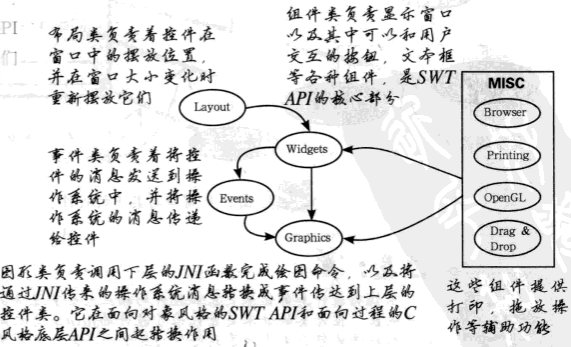 PI
们
布局类负责着控件在
窗口中的摆放位置，
并在窗口大小变化时
重新摆放它们
组件类负责显示窗口
以及其中可以和用户
交互的按钮，文本框
等各种组件，是SWT
API的核心部分
Layout
Widgets
Events
Graphics
MISC
Browser
Printing
OpenGL
Drag &
Drop
事件类负责着将控
件的消息发送到操
作系统中，并将操
作系统的消息传递
给控件
图形类负责调用下层的JNI函数完成绘图命令，以及将
通过JNI传来的操作系统消息转换成事件传达到上层的
控件类。它在面向对象风格的SWT API和面向过程的C
风格底层API之间起转换作用
这些组件提供
打印，拖放操
作等辅助功能